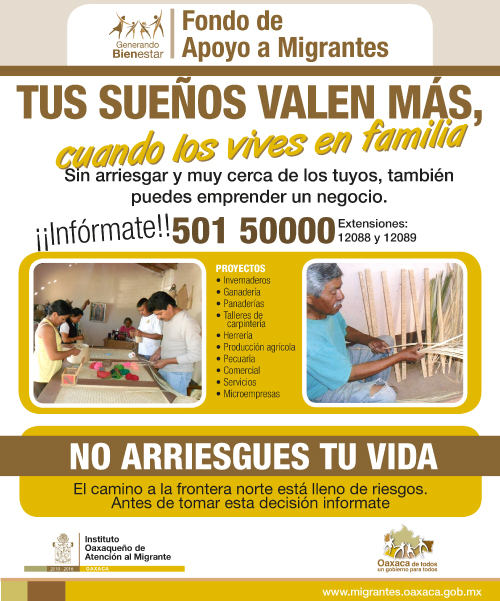 Generando
Bienestar
Fondo de
Apoyo a Migrantes
TUS SUEÑOS VALEN MÁS,
cuando los vives en familia
Sin arriesgar y muy cerca de los tuyos, también
puedes emprender un negocio.
¡¡Infórmate!! 501 50000 Extensiones:
12088 y 12089
PROYECTOS
• Invernaderos
• Ganadería
• Panaderías
• Talleres de
carpintería
• Herrería
• Producción agrícola
• Pecuaria
• Comercial
• Servicios
• Microempresas
NO ARRIESGUES TU VIDA
El camino a la frontera norte está lleno de riesgos.
Antes de tomar esta decisión informate
Instituto
Oaxaqueño de
Atención al Migrante
2010 - 2016 OAXACA
Oaxaca de todos
un gobierno para todos
www.migrantes.oaxaca.gob.mx